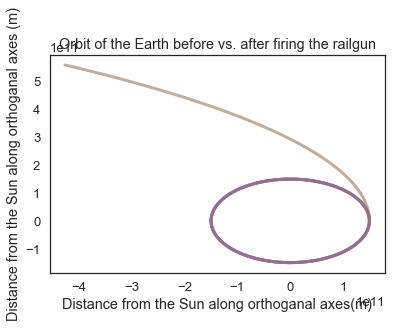 Orbit of the Earth before vs. after firing the railgun
1e11
Distance from the Sun along orthoganal axes (m)
5
4
3
2
1
0
−1
−4
−3
−2
−1
0
1
1e11
Distance from the Sun along orthoganal axes(m)